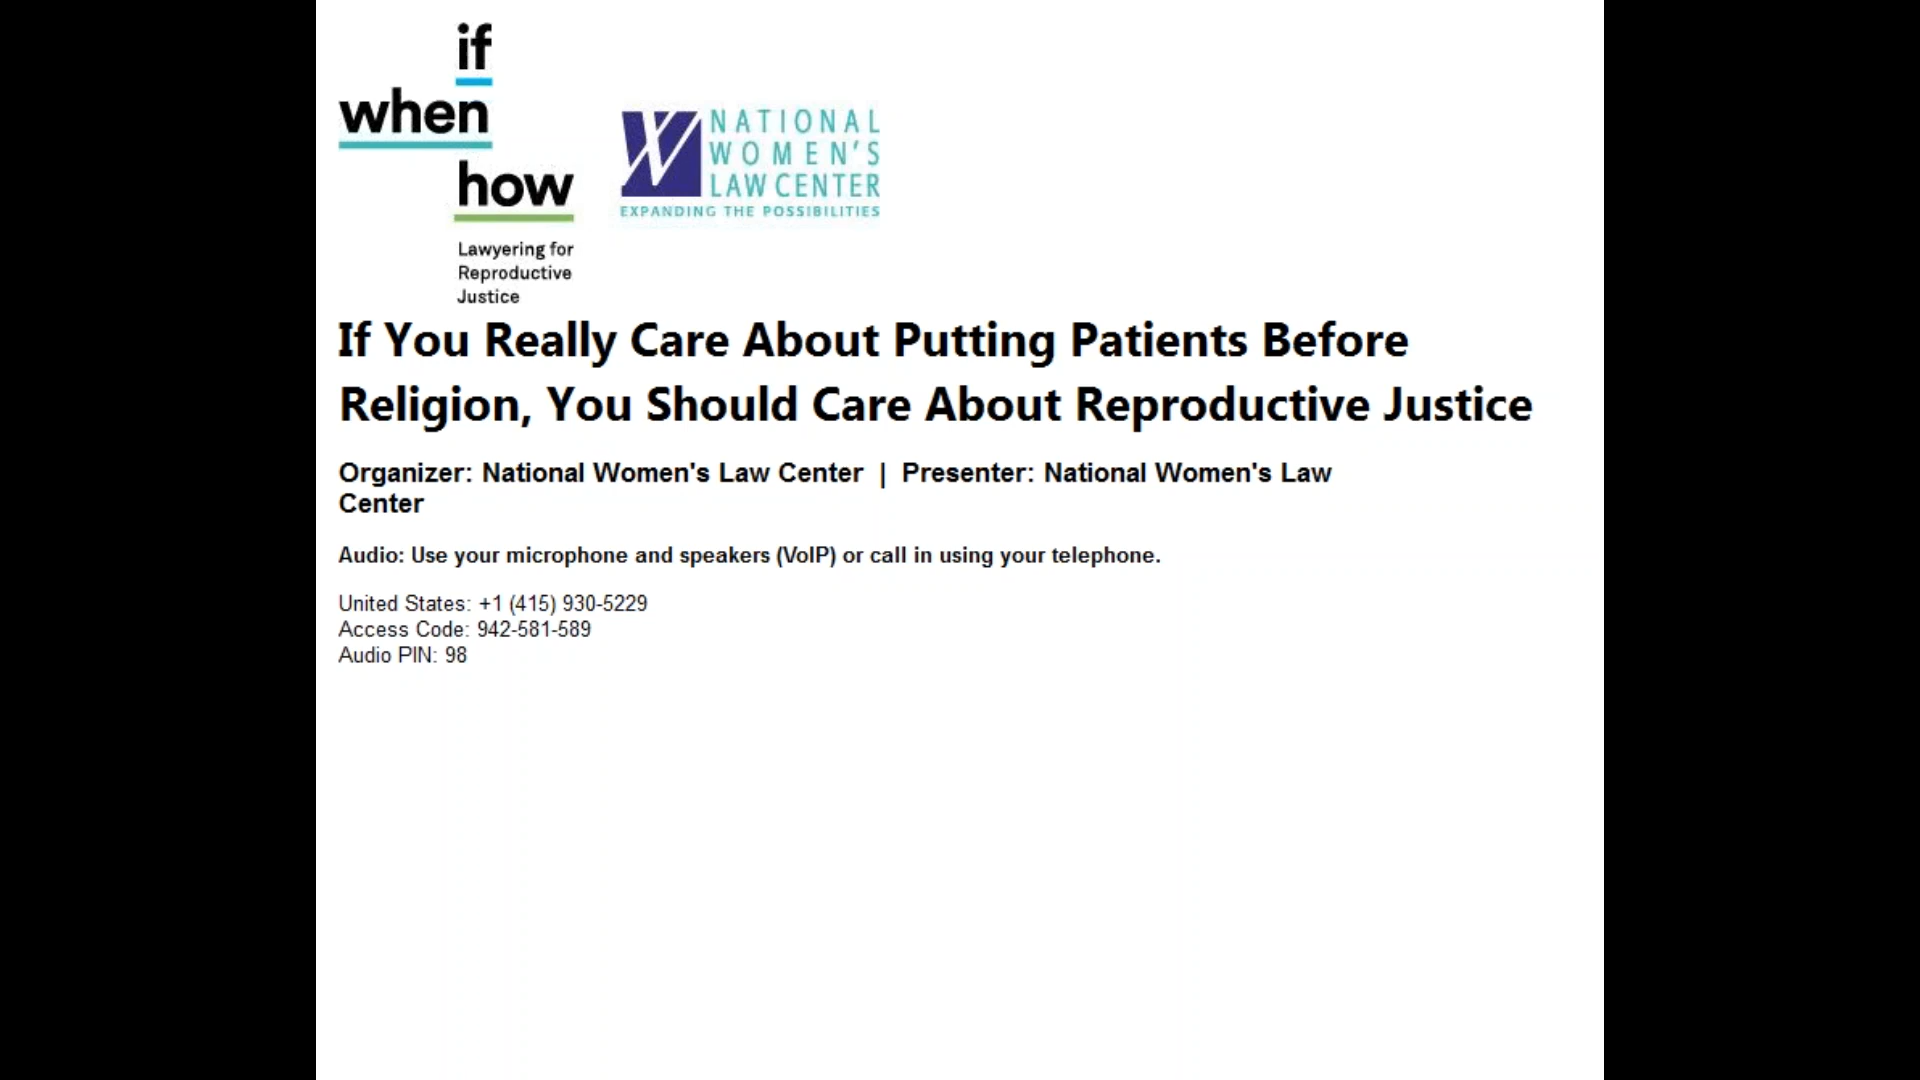 if
when
how
Lawyering for
Reproductive
Justice
NATIONAL
WOMEN'S
LAW CENTER
EXPANDING THE POSSIBILITIES
If You Really Care About Putting Patients Before
Religion, You Should Care About Reproductive Justice
Organizer: National Women's Law Center | Presenter: National Women's Law
Center
Audio: Use your microphone and speakers (VoIP) or call in using your telephone.
United States: +1 (415) 930-5229
Access Code: 942-581-589
Audio PIN: 98